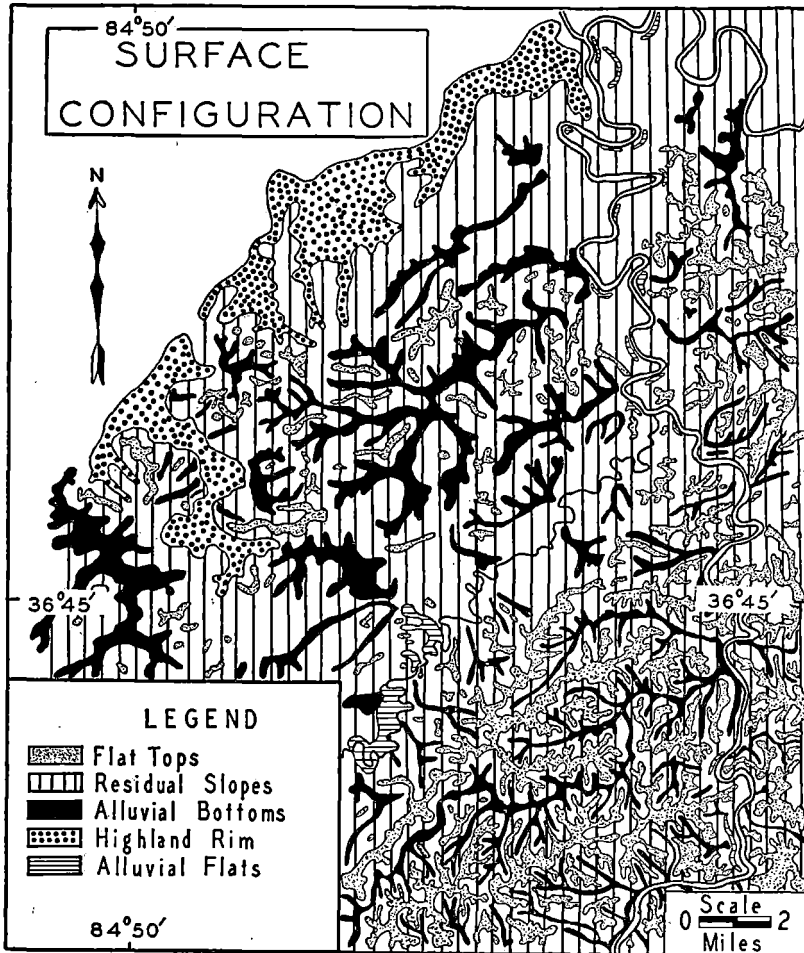 84°50'
SURFACE
CONFIGURATION
N
36°45'
36°45'
LEGEND
Flat Tops
Residual Slopes
Alluvial Bottoms
Highland Rim
Alluvial Flats
84°50'
Scale
0 2
Miles